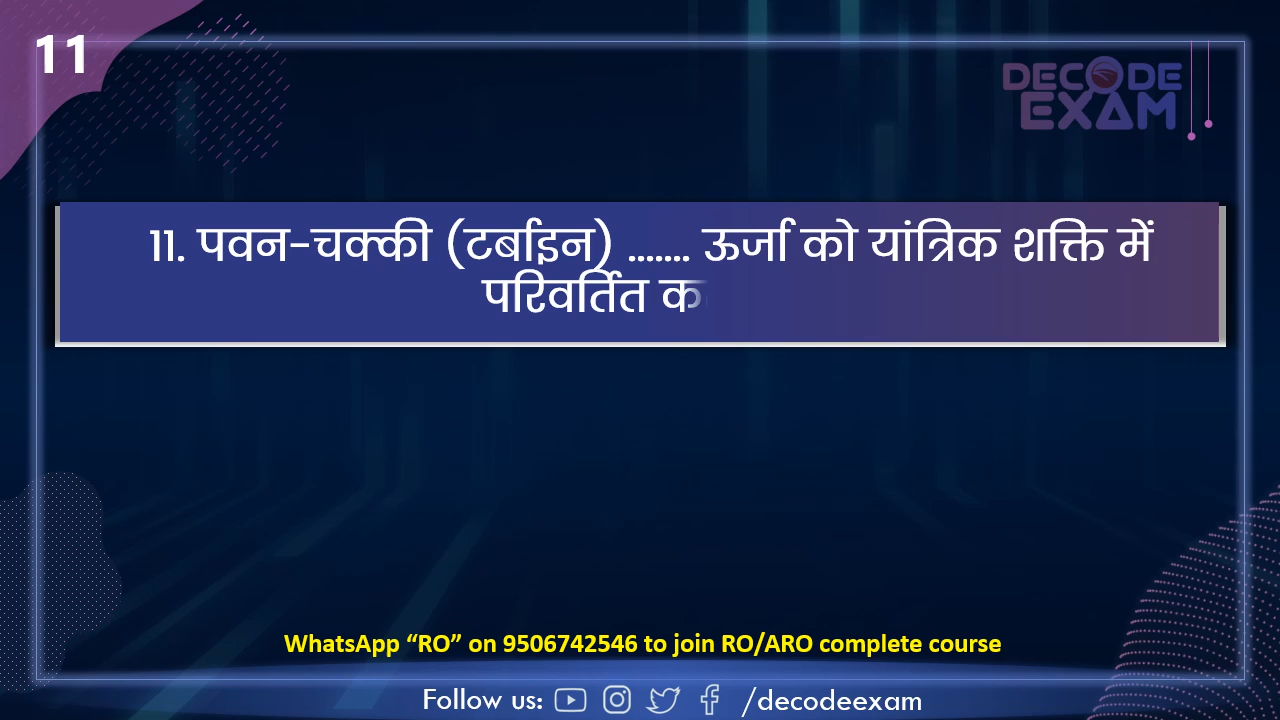 11
DECODE
EXAM
11. पवन-चक्की (टर्बाइन) ....... ऊर्जा को यांत्रिक शक्ति में
परिवर्तित
WhatsApp “RO” on 9506742546 to join RO/ARO complete course
Follow us: /decodeexam